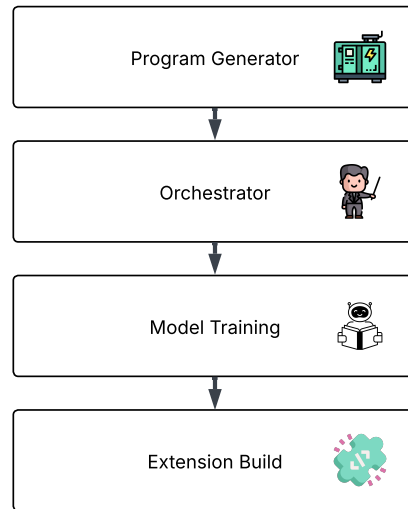 Program Generator
Orchestrator
Model Training
Extension Build